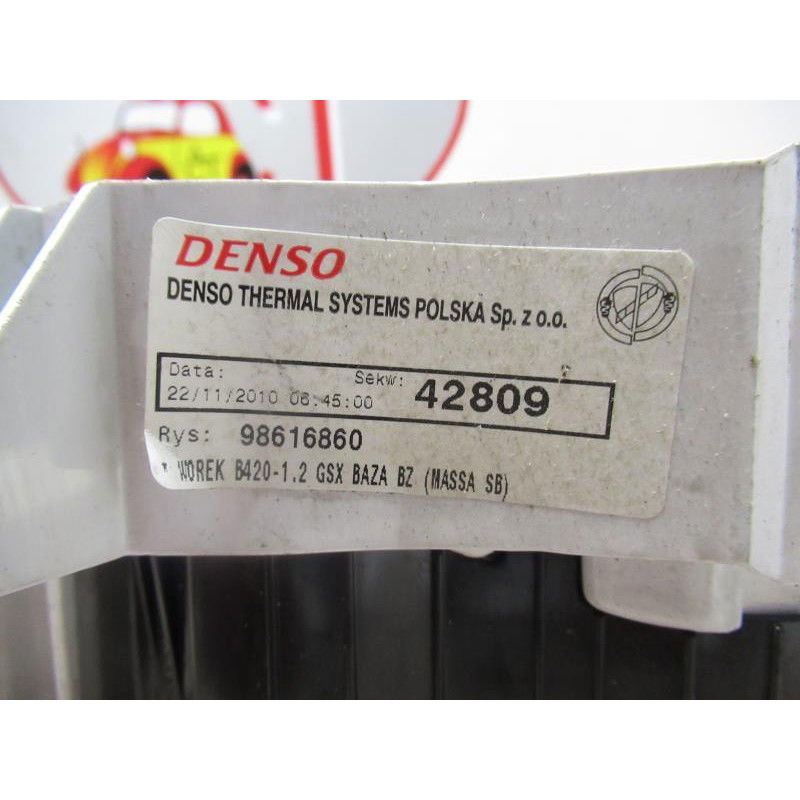 DENSO
DENSO THERMAL SYSTEMS POLSKA Sp. z o.o.
Data: Sekw: 42809
22/11/2010 06:45:00
Rys: 98616860
WOREK B420-1.2 GSX BAZA BZ (MASSA SB)